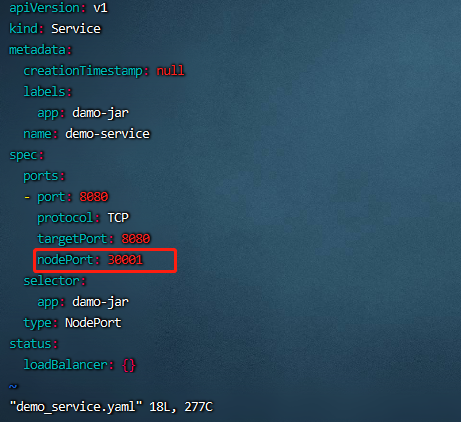 apiVersion: v1
kind: Service
metadata:
  creationTimestamp: null
  labels:
    app: damo-jar
  name: demo-service
spec:
  ports:
  - port: 8080
    protocol: TCP
    targetPort: 8080
    nodePort: 30001
  selector:
    app: damo-jar
  type: NodePort
status:
  loadBalancer: {}
~
"demo_service.yaml" 18L, 277C